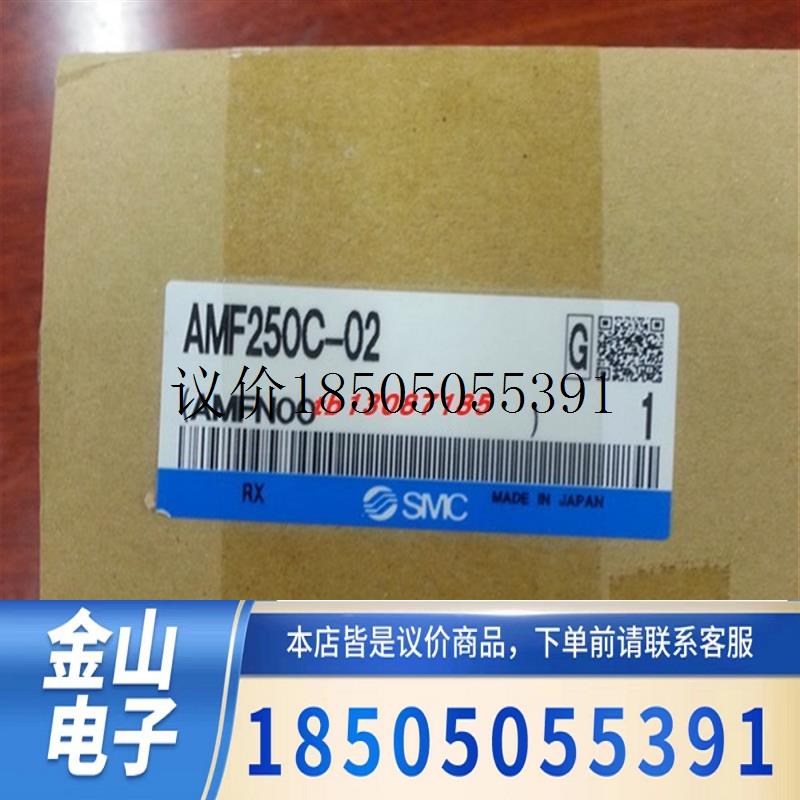 AMF250C-02
G
议价18505055391
(AMFN00
tb13087135
)
1
RX
SMC
MADE IN JAPAN
金山
电子
本店皆是议价商品，下单前请联系客服
18505055391